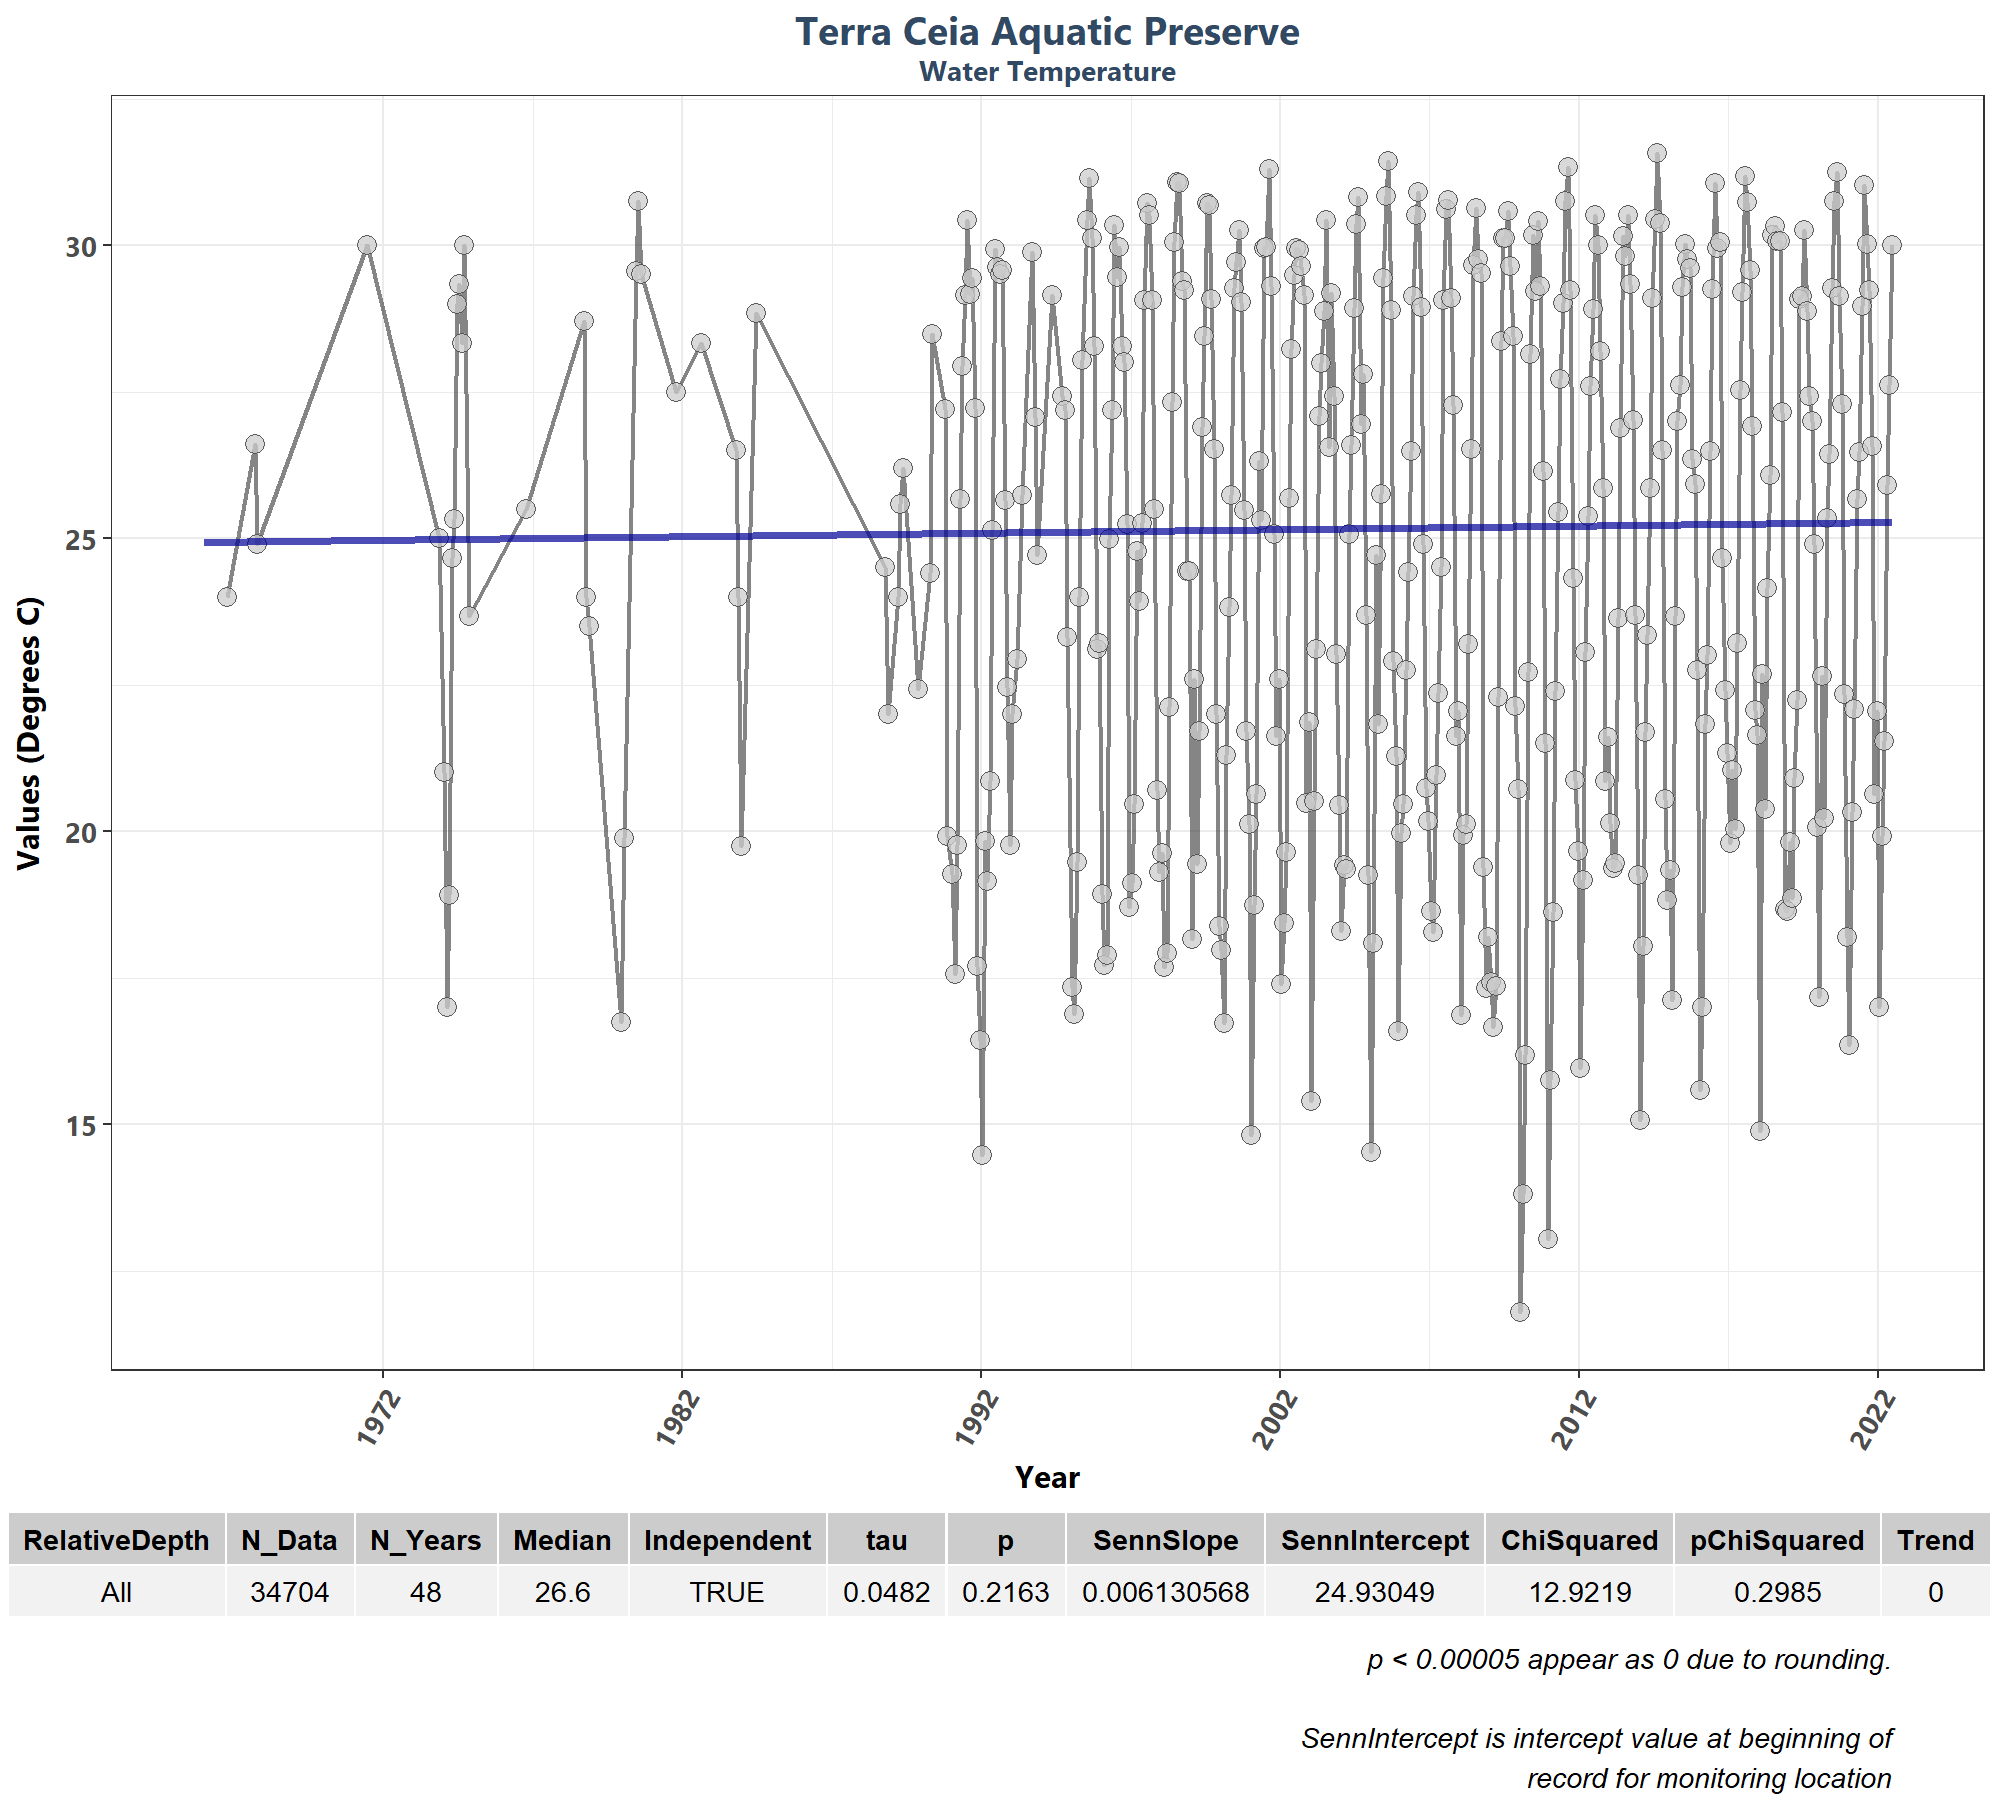 Terra Ceia Aquatic Preserve
Water Temperature
Values (Degrees C)
30
25
20
15
1972 1982 1992 2002 2012 2022
Year
RelativeDepth N_Data N_Years Median Independent tau p SennSlope SennIntercept ChiSquared pChiSquared Trend
All 34704 48 26.6 TRUE 0.0482 0.2163 0.006130568 24.93049 12.9219 0.2985 0
p < 0.00005 appear as 0 due to rounding.
SennIntercept is intercept value at beginning of
record for monitoring location